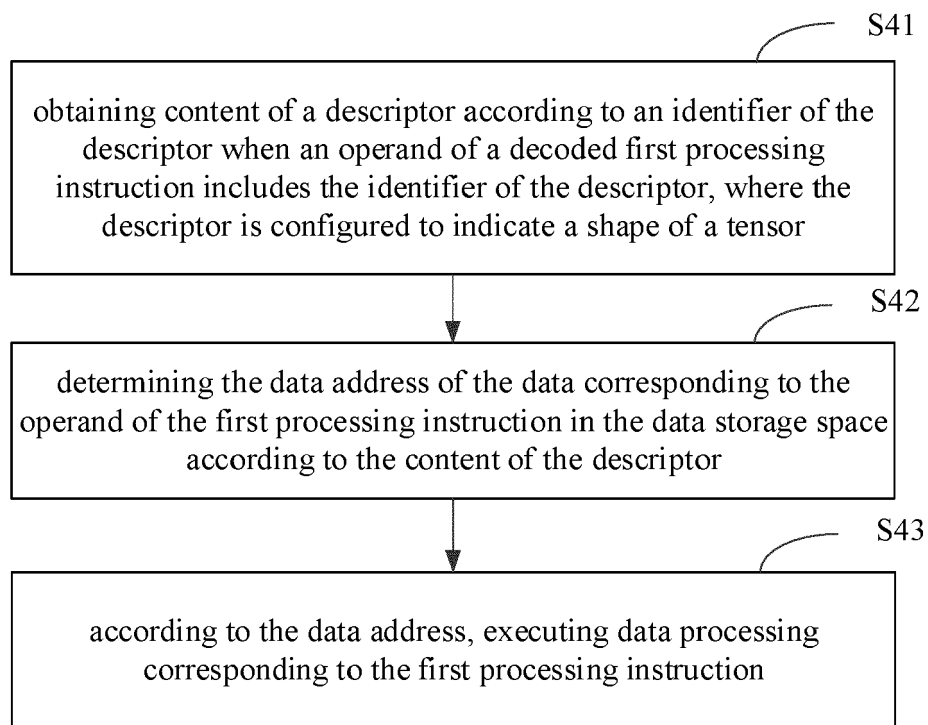 S41
obtaining content of a descriptor according to an identifier of the
descriptor when an operand of a decoded first processing
instruction includes the identifier of the descriptor, where the
descriptor is configured to indicate a shape of a tensor
S42
determining the data address of the data corresponding to the
operand of the first processing instruction in the data storage space
according to the content of the descriptor
S43
according to the data address, executing data processing
corresponding to the first processing instruction